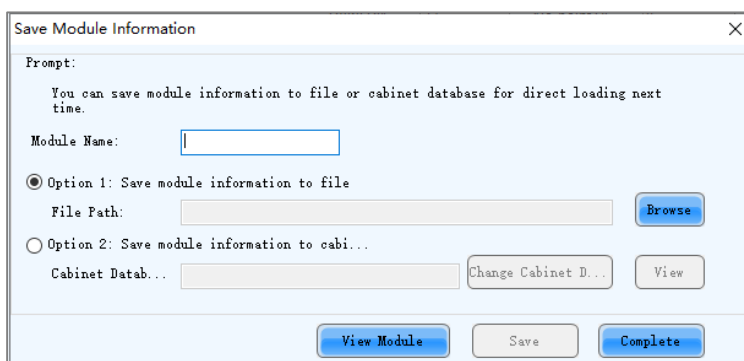 Save Module Information
Prompt:
You can save module information to file or cabinet database for direct loading next
time.
Module Name:
Option 1: Save module information to file
File Path:
Browse
Option 2: Save module information to cabi...
Cabinet Datab...
Change Cabinet D...
View
View Module
Save
Complete